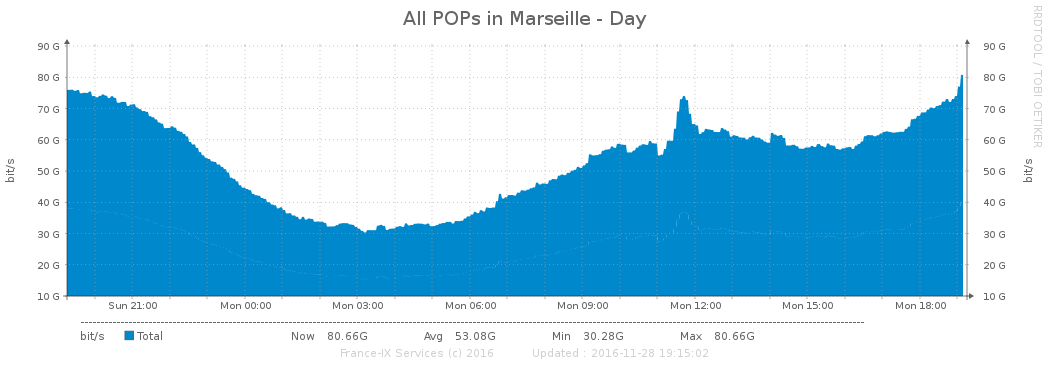 All POPs in Marseille - Day
RRDTOOL / TOBI OETIKER
90 G 90 G
80 G 80 G
70 G 70 G
60 G 60 G
50 G 50 G
40 G 40 G
30 G 30 G
20 G 20 G
10 G 10 G
bit/s
bit/s
Sun 21:00 Mon 00:00 Mon 03:00 Mon 06:00 Mon 09:00 Mon 12:00 Mon 15:00 Mon 18:00
bit/s Total Now 80.66G Avg 53.08G Min 30.28G Max 80.66G
France-IX Services (c) 2016 Updated : 2016-11-28 19:15:02